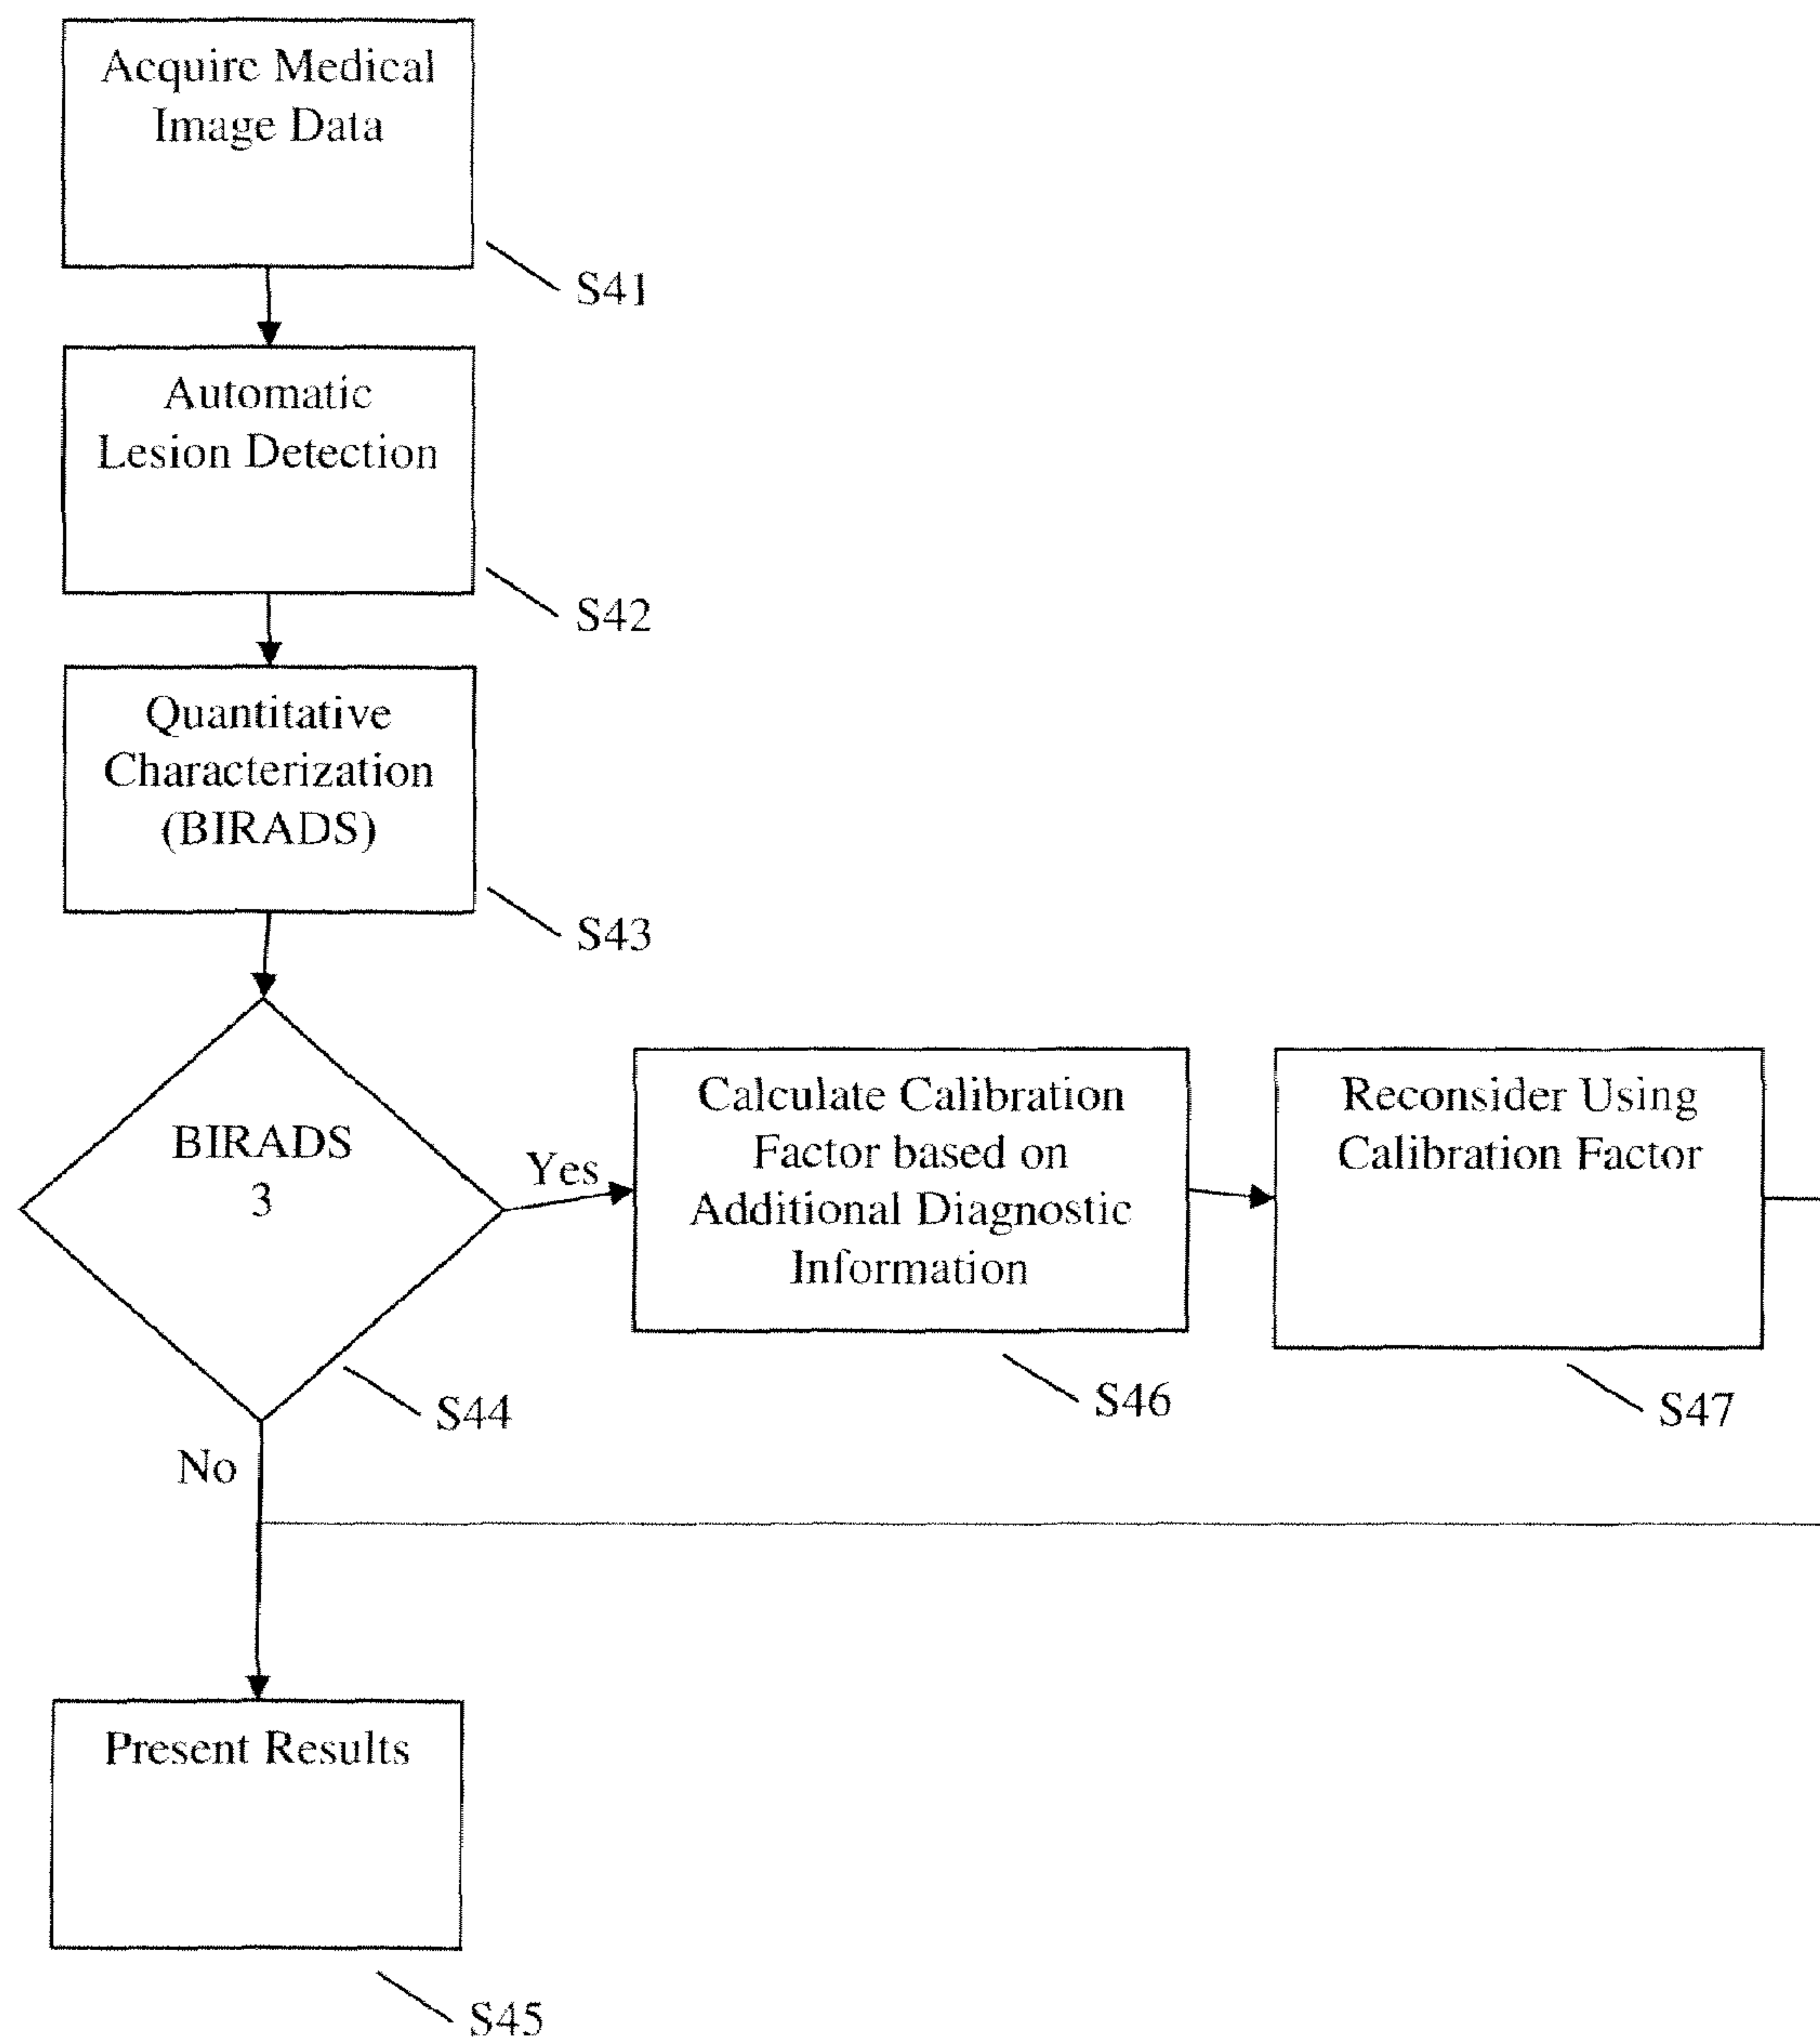 Acquire Medical
Image Data
S41
Automatic
Lesion Detection
S42
Quantitative
Characterization
(BIRADS)
S43
BIRADS
3
S44
Yes
Calculate Calibration
Factor based on
Additional Diagnostic
Information
S46
Reconsider Using
Calibration Factor
S47
No
Present Results
S45